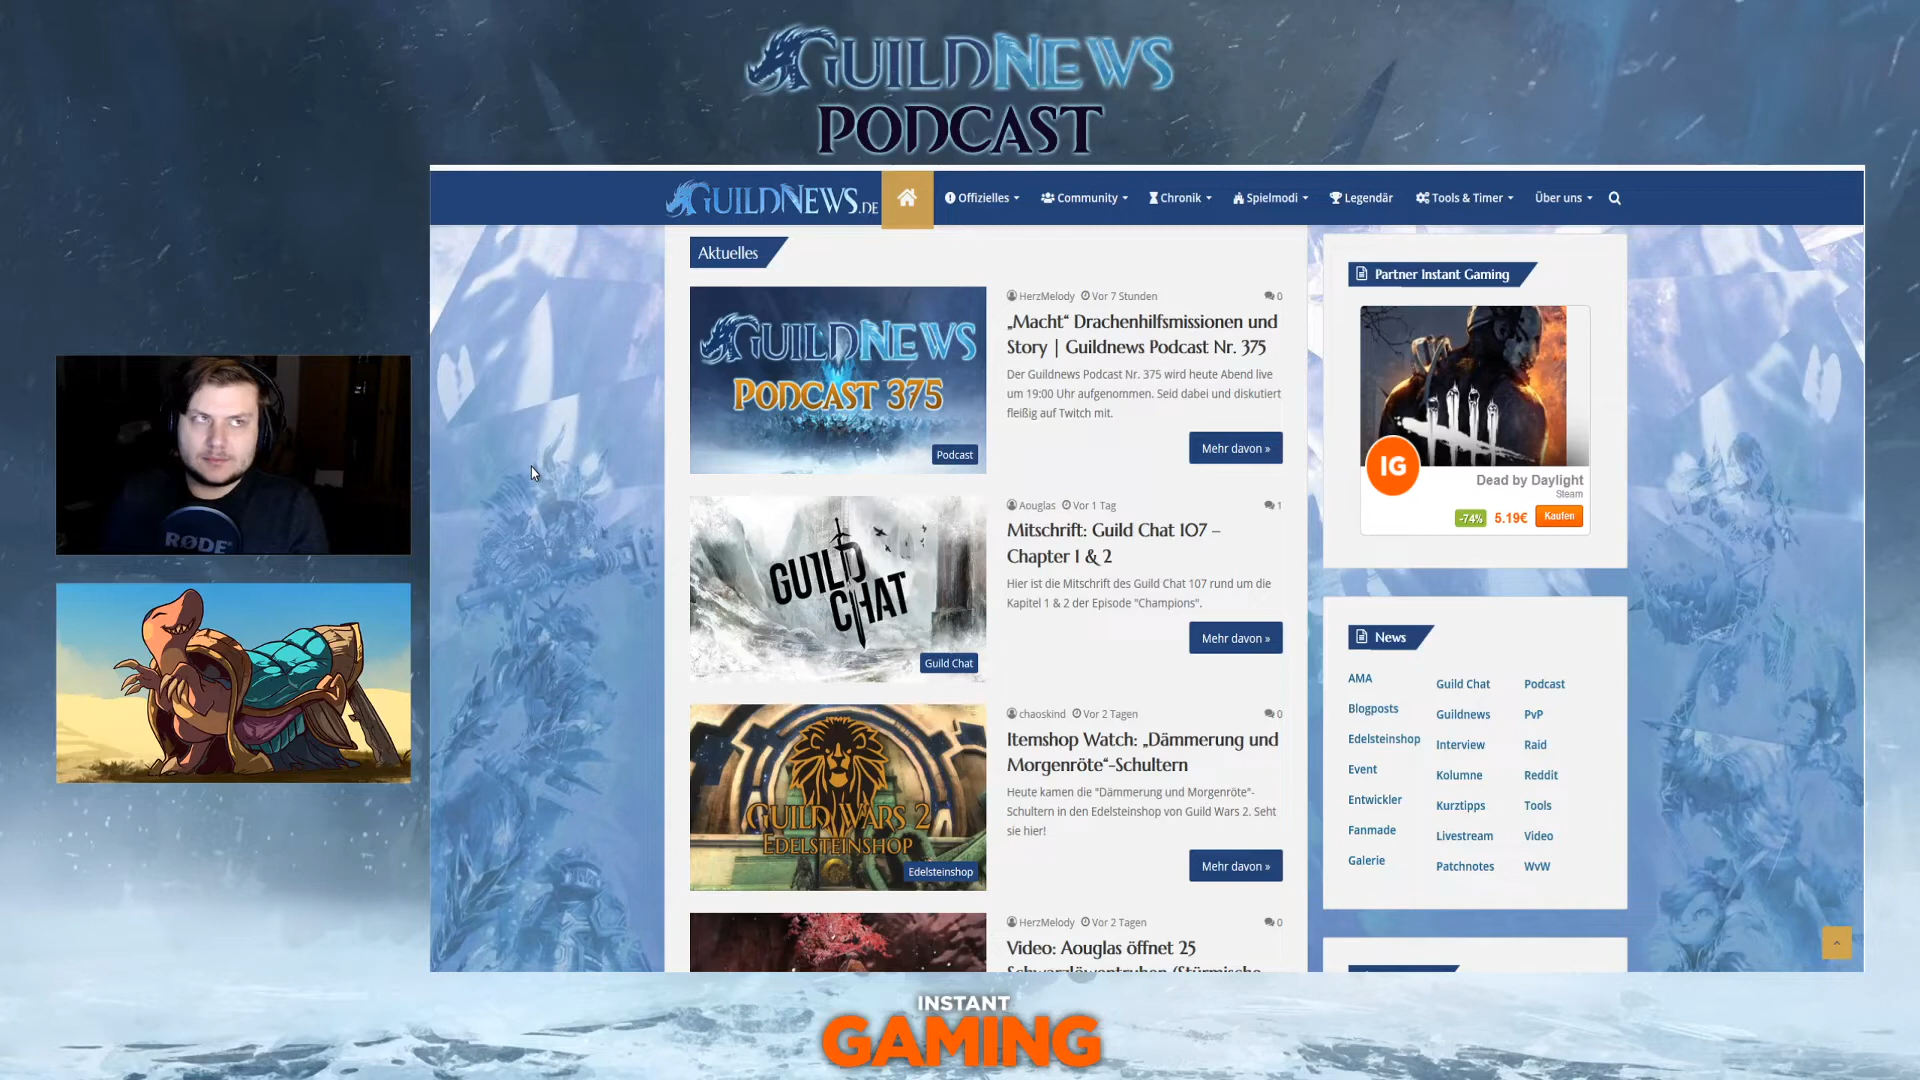 GUILDNEWS
PODCAST
GUILDNEWS.DE
Offizielles
Community
Chronik
Spielmodi
Legendär
Tools & Timer
Über uns
Aktuelles
GUILDNEWS
PODCAST 375
Podcast
HerzMelody Vor 7 Stunden 0
„Macht“ Drachenhilfsmissionen und
Story | Guildnews Podcast Nr. 375
Der Guildnews Podcast Nr. 375 wird heute Abend live
um 19:00 Uhr aufgenommen. Seid dabei und diskutiert
fleißig auf Twitch mit.
Mehr davon »
GUILD
CHAT
Guild Chat
Aouglas Vor 1 Tag 1
Mitschrift: Guild Chat 107 –
Chapter 1 & 2
Hier ist die Mitschrift des Guild Chat 107 rund um die
Kapitel 1 & 2 der Episode "Champions".
Mehr davon »
GUILD WARS 2
EDELSTEINSHOP
Edelsteinshop
chaoskind Vor 2 Tagen 0
Itemshop Watch: „Dämmerung und
Morgenröte“-Schultern
Heute kamen die "Dämmerung und Morgenröte"-
Schultern in den Edelsteinshop von Guild Wars 2. Seht
sie hier!
Mehr davon »
HerzMelody Vor 2 Tagen 0
Video: Aouglas öffnet 25
Schwarzlöwentruhen (Stürmische
Partner Instant Gaming
IG
Dead by Daylight
Steam
-74% 5.19€ Kaufen
News
AMA
Blogposts
Edelsteinshop
Event
Entwickler
Fanmade
Galerie
Guild Chat
Guildnews
Interview
Kolumne
Kurztipps
Livestream
Patchnotes
Podcast
PvP
Raid
Reddit
Tools
Video
WvW
RØDE
INSTANT
GAMING